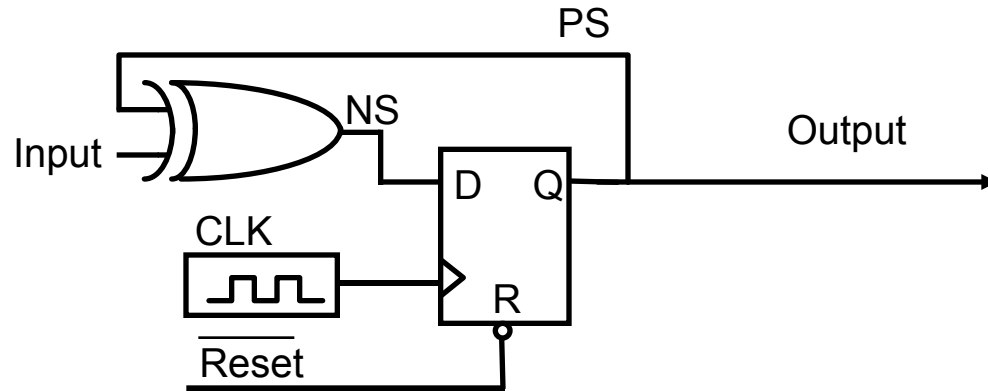 PS
NS
Input
Output
D
Q
CLK
R
Reset